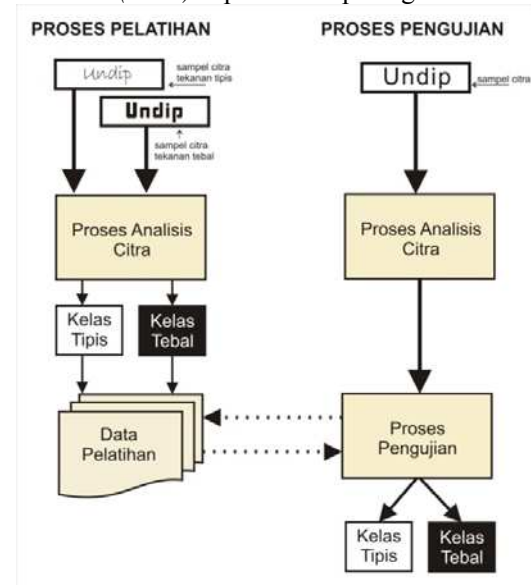 PROSES PELATIHAN
Undip
sampel citra
tekanan tipis
Undip
sampel citra
tekanan tebal
Proses Analisis
Citra
Kelas
Tipis
Kelas
Tebal
Data
Pelatihan
PROSES PENGUJIAN
Undip
sampel citra
Proses Analisis
Citra
Proses
Pengujian
Kelas
Tipis
Kelas
Tebal